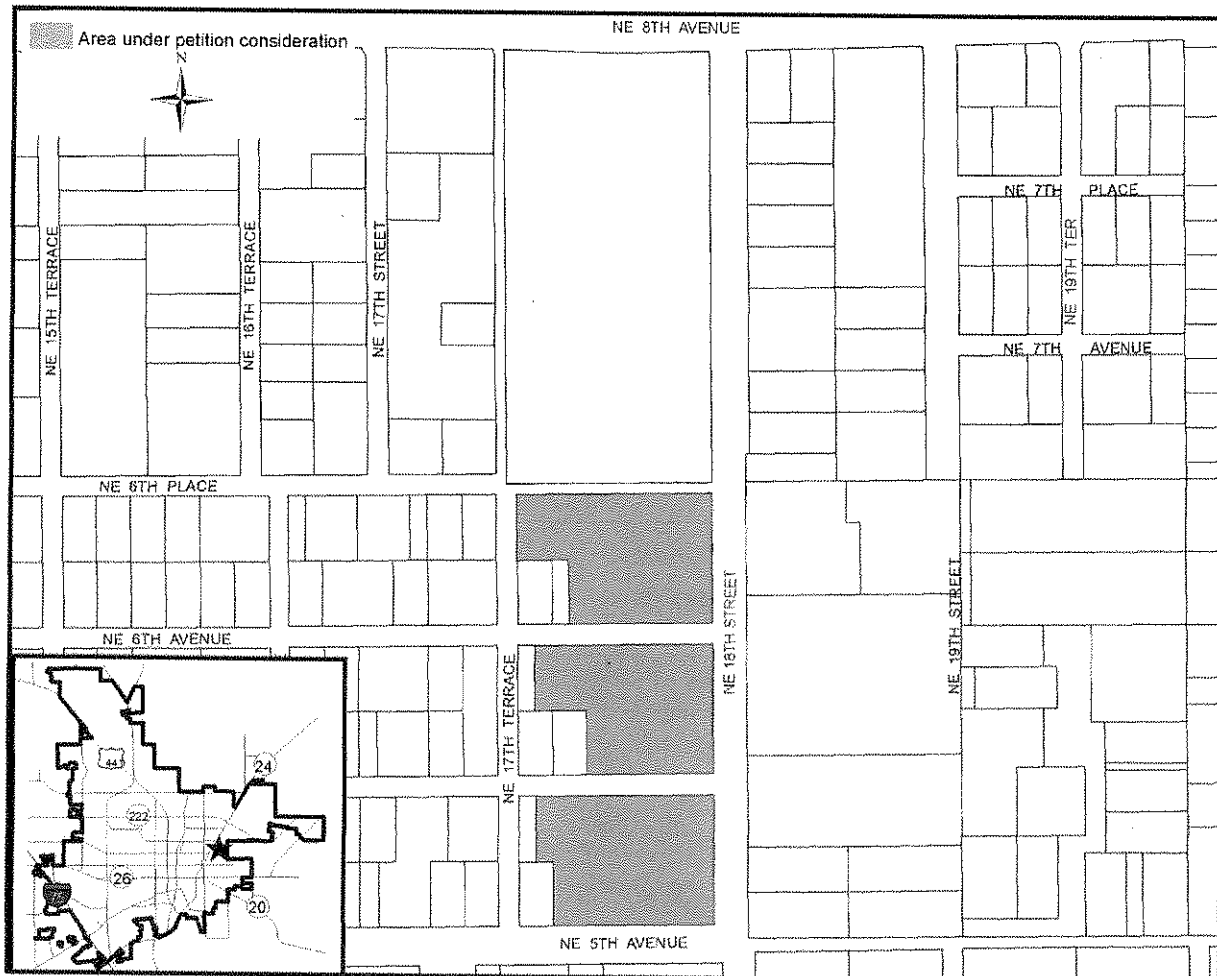 NE 8TH AVENUE
Area under petition consideration
N
NE 7TH PLACE
NE 15TH TERRACE
NE 16TH TERRACE
NE 17TH STREET
NE 19TH TER
NE 7TH AVENUE
NE 6TH PLACE
NE 18TH STREET
NE 19TH STREET
NE 6TH AVENUE
NE 17TH TERRACE
441
24
222
26
20
NE 5TH AVENUE